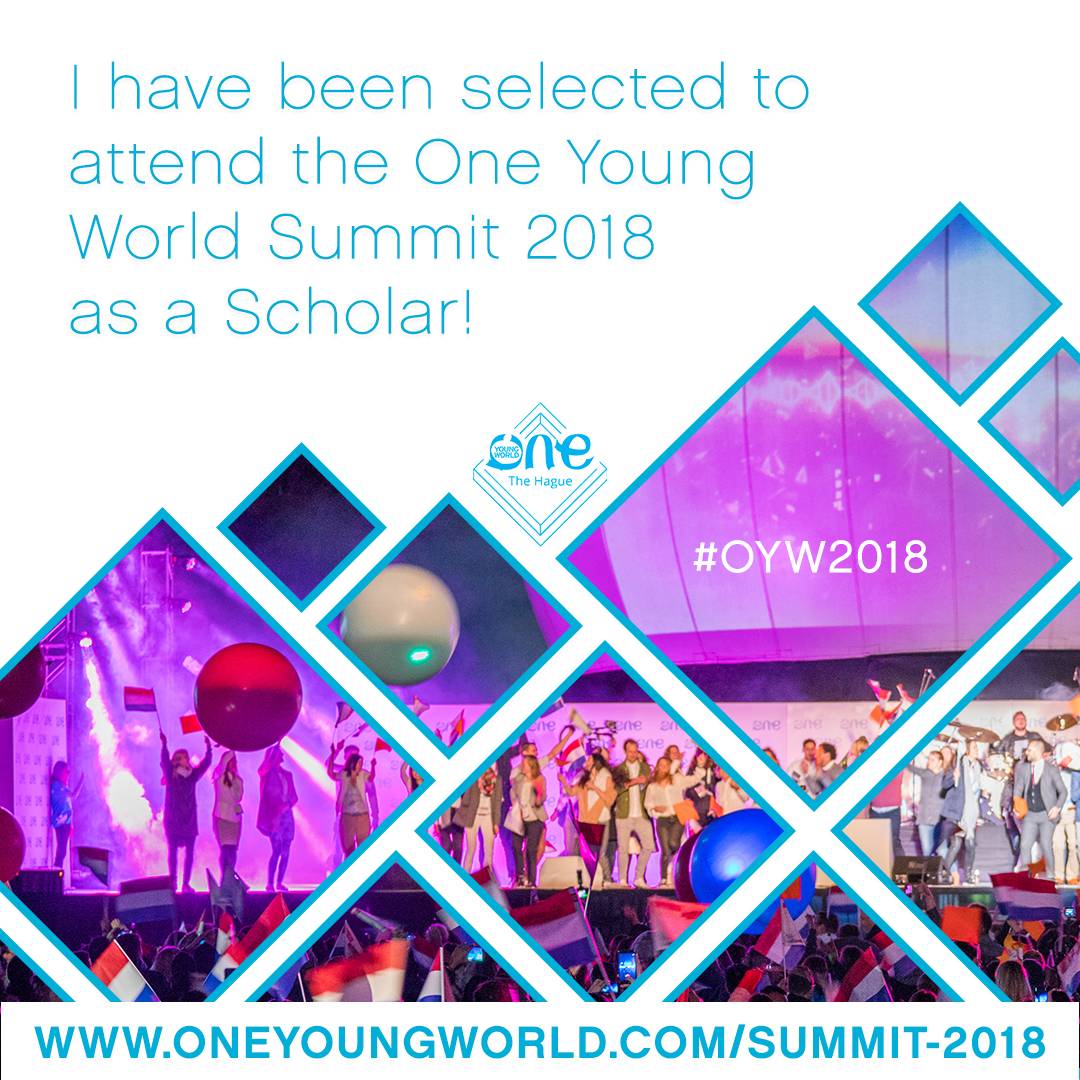 I have been selected to
attend the One Young
World Summit 2018
as a Scholar!
YOUNG
WORLD
one
The Hague
#OYW2018
WWW.ONEYOUNGWORLD.COM/SUMMIT-2018